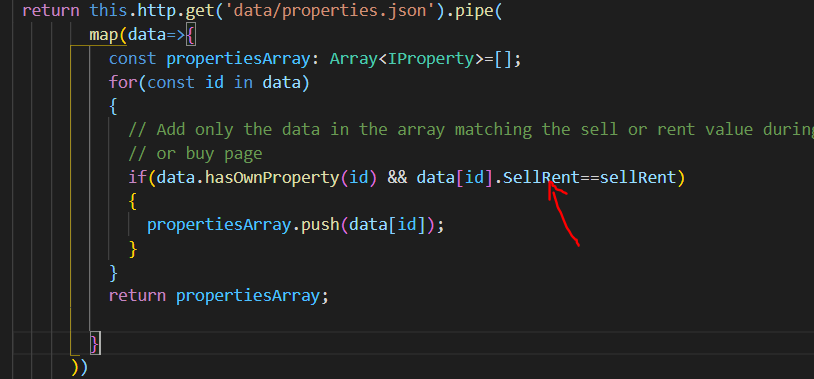 return this.http.get('data/properties.json').pipe(
map(data=>{
const propertiesArray: Array<IProperty>=[];
for(const id in data)
{
// Add only the data in the array matching the sell or rent value during
// or buy page
if(data.hasOwnProperty(id) && data[id].SellRent==sellRent)
{
propertiesArray.push(data[id]);
}
}
return propertiesArray;
}
))